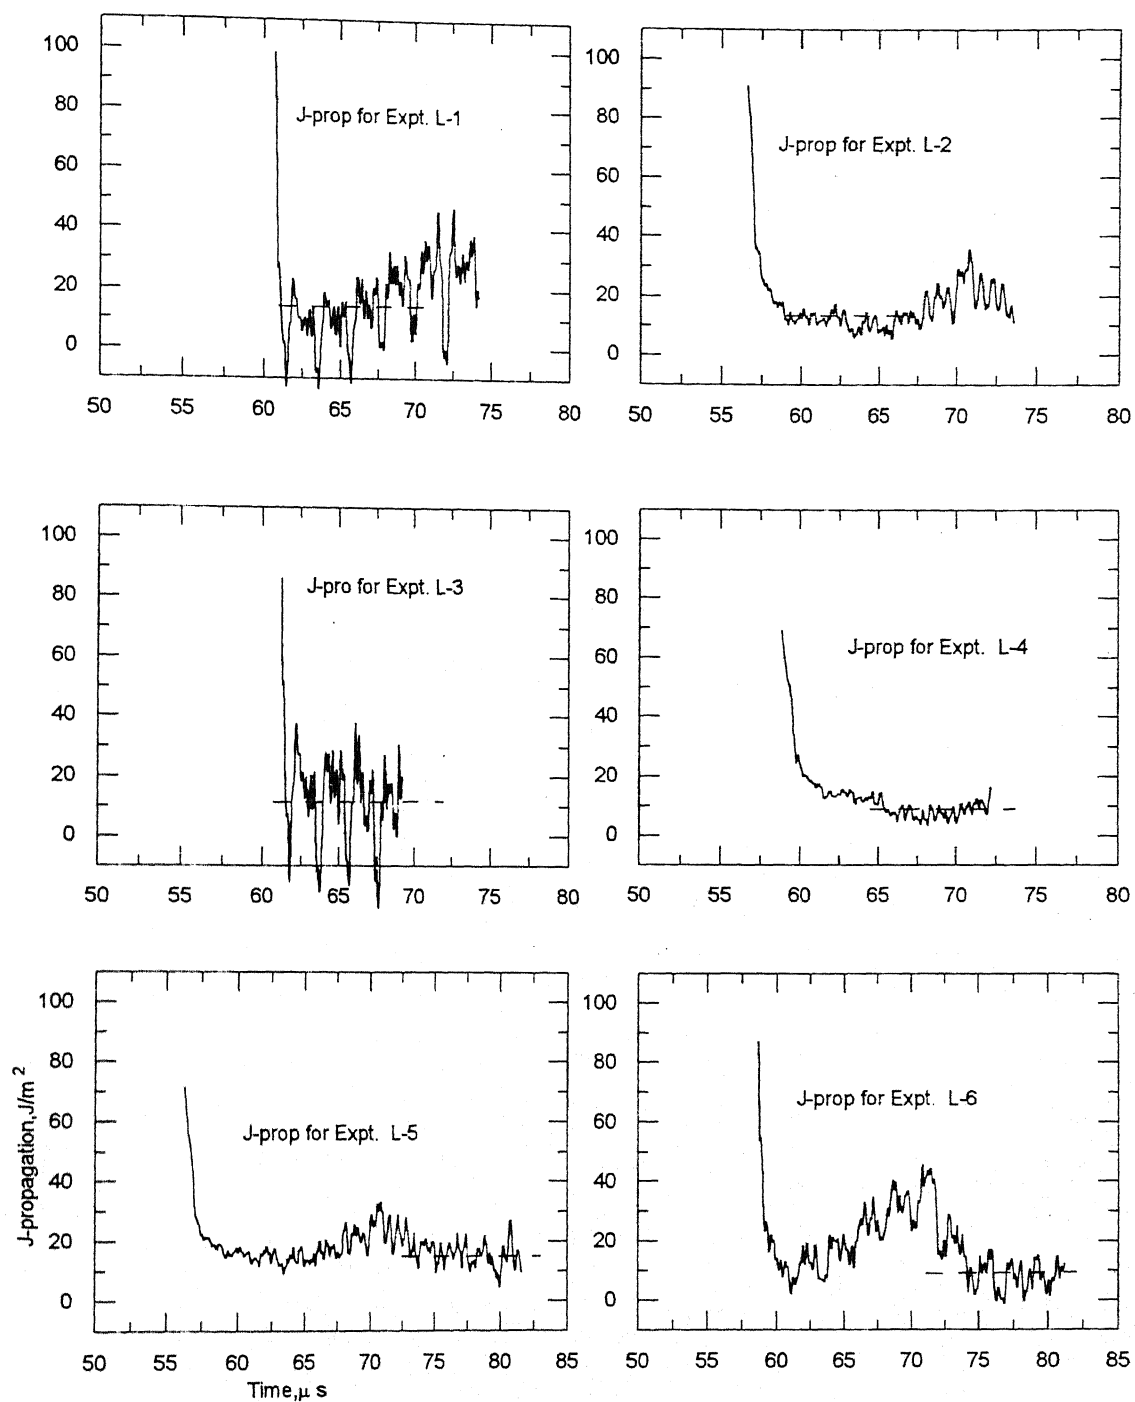 100
80
60
40
20
0
J-prop for Expt. L-1
50 55 60 65 70 75 80
100
80
60
40
20
0
J-prop for Expt. L-2
50 55 60 65 70 75 80
100
80
60
40
20
0
J-pro for Expt. L-3
50 55 60 65 70 75 80
100
80
60
40
20
0
J-prop for Expt. L-4
50 55 60 65 70 75 80
J-propagation,J/m 2
100
80
60
40
20
0
J-prop for Expt. L-5
50 55 60 65 70 75 80 85
Time,μ s
100
80
60
40
20
0
J-prop for Expt. L-6
50 55 60 65 70 75 80 85